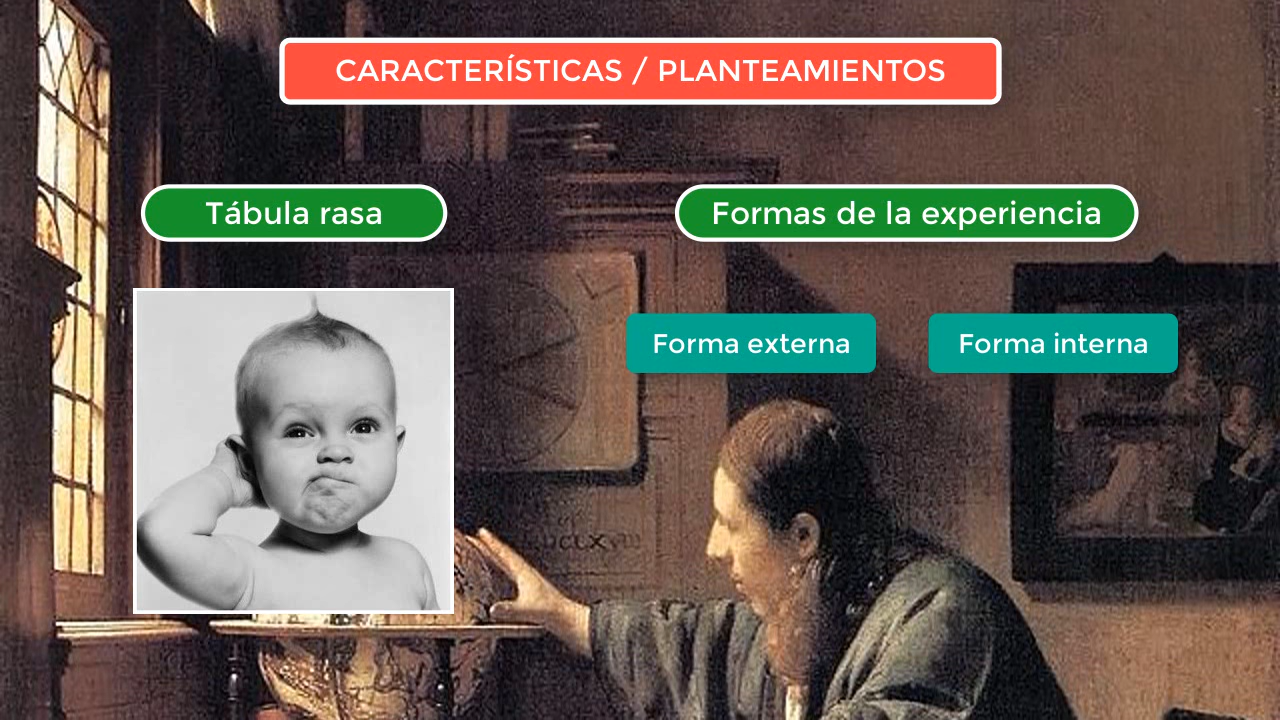 CARACTERÍSTICAS / PLANTEAMIENTOS
Tábula rasa
Formas de la experiencia
Forma externa
Forma interna